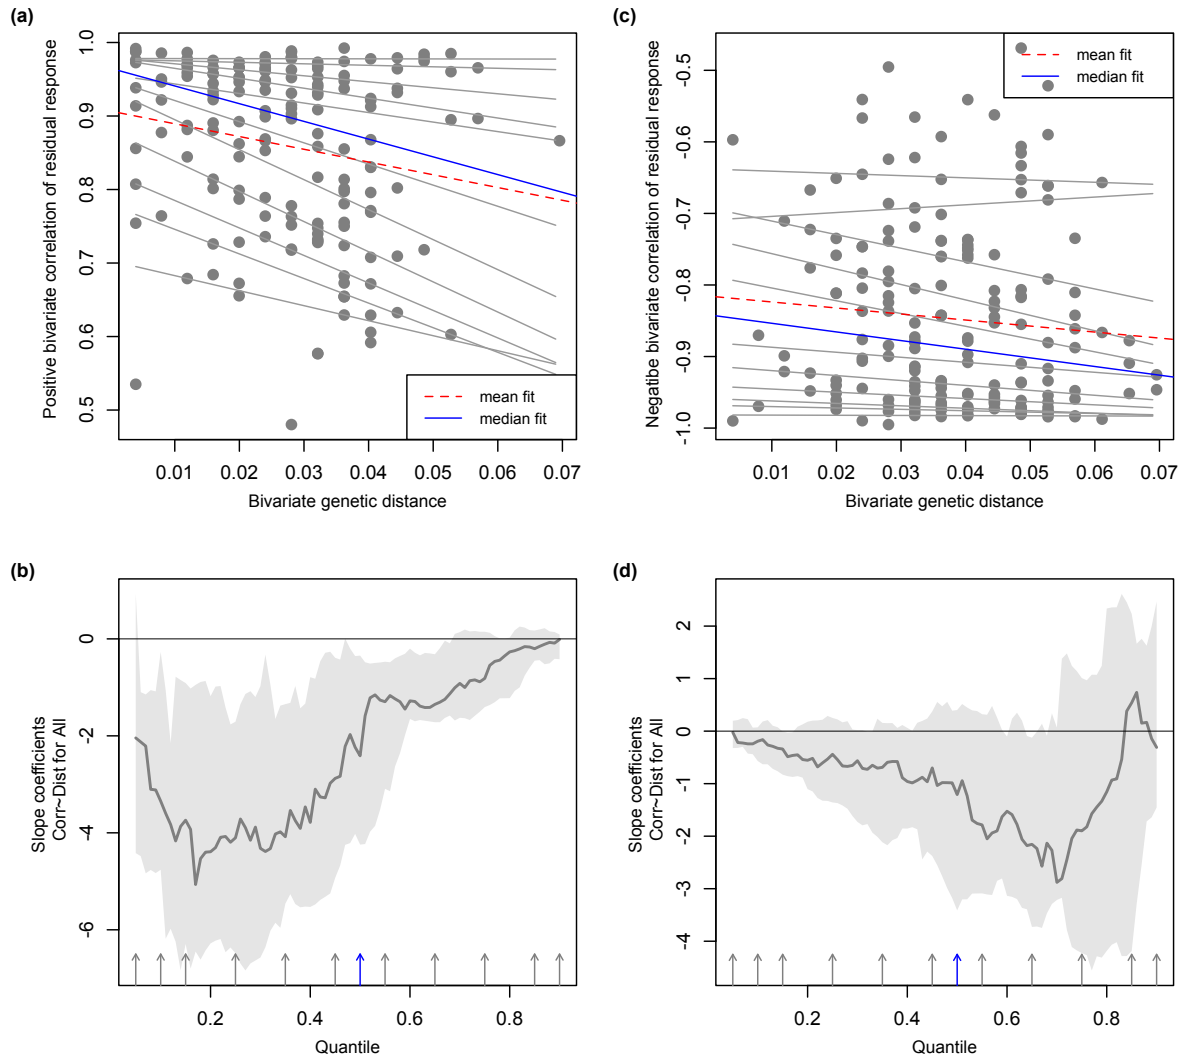 (a)
Positive bivariate correlation of residual response
1.0
0.9
0.8
0.7
0.6
0.5
mean fit
median fit
0.01 0.02 0.03 0.04 0.05 0.06 0.07
Bivariate genetic distance
(c)
Negatibe bivariate correlation of residual response
-0.5
-0.6
-0.7
-0.8
-0.9
-1.0
mean fit
median fit
0.01 0.02 0.03 0.04 0.05 0.06 0.07
Bivariate genetic distance
(b)
Slope coefficients
Corr~Dist for All
0
-2
-4
-6
0.2 0.4 0.6 0.8
Quantile
(d)
Slope coefficients
Corr~Dist for All
2
1
0
-1
-2
-3
-4
0.2 0.4 0.6 0.8
Quantile